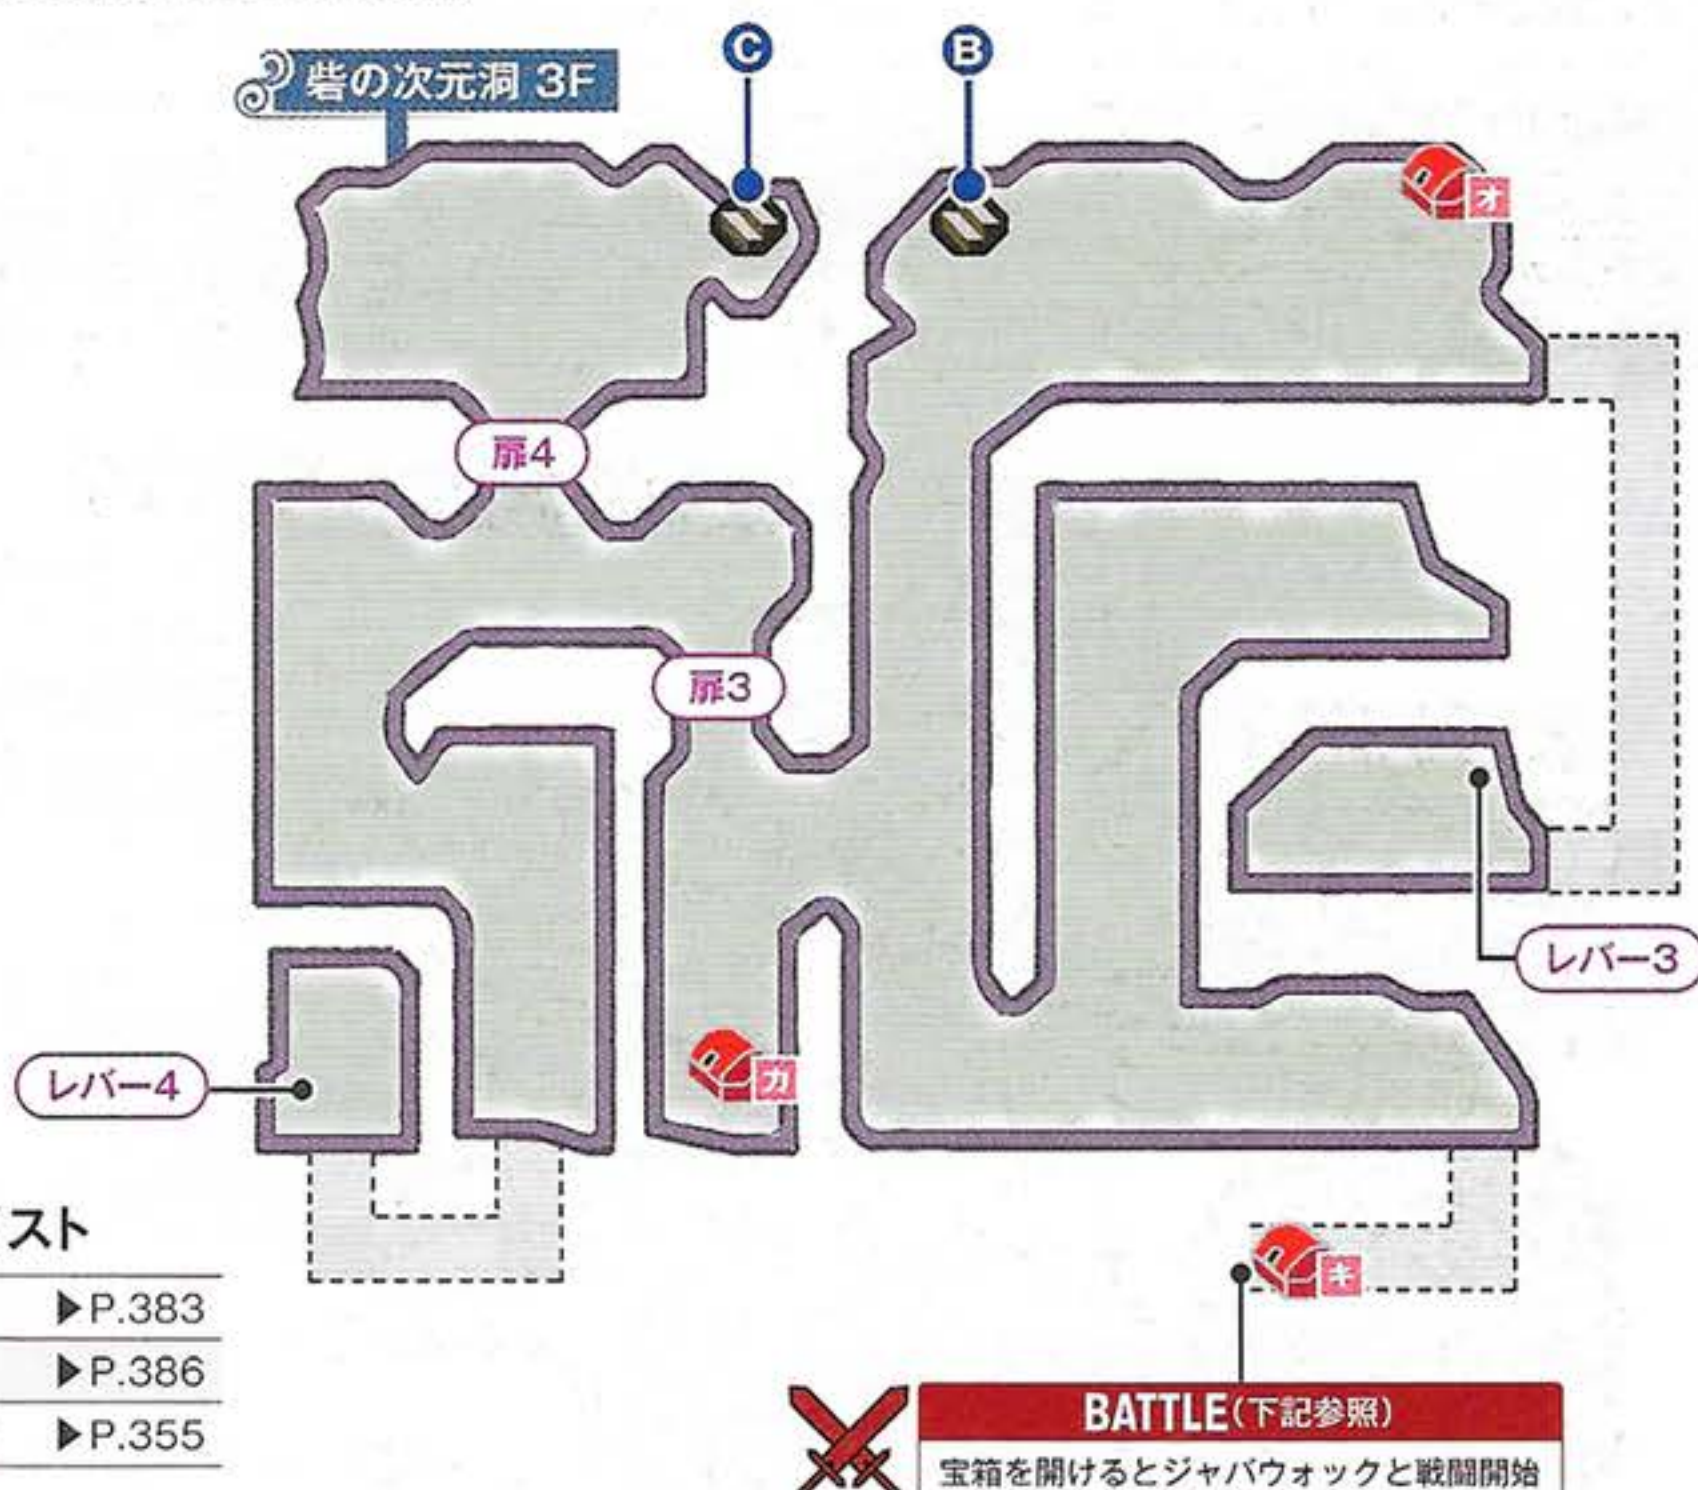 C
B
砦の次元洞 3F
オ
扉4
扉3
レバー3
カ
レバー4
スト
▶P.383
キ
▶P.386
BATTLE(下記参照)
▶P.355
宝箱を開けるとジャバウォックと戦闘開始